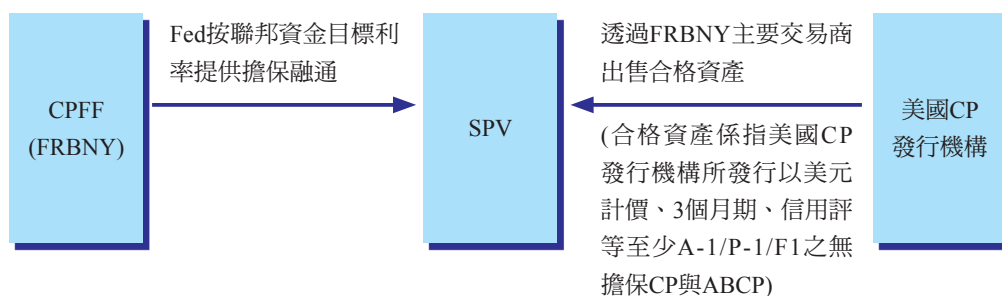 CPFF
(FRBNY)
Fed按聯邦資金目標利
率提供擔保融通
SPV
透過FRBNY主要交易商
出售合格資產
(合格資產係指美國CP
發行機構所發行以美元
計價、3個月期、信用評
等至少A-1/P-1/F1之無
擔保CP與ABCP)
美國CP
發行機構